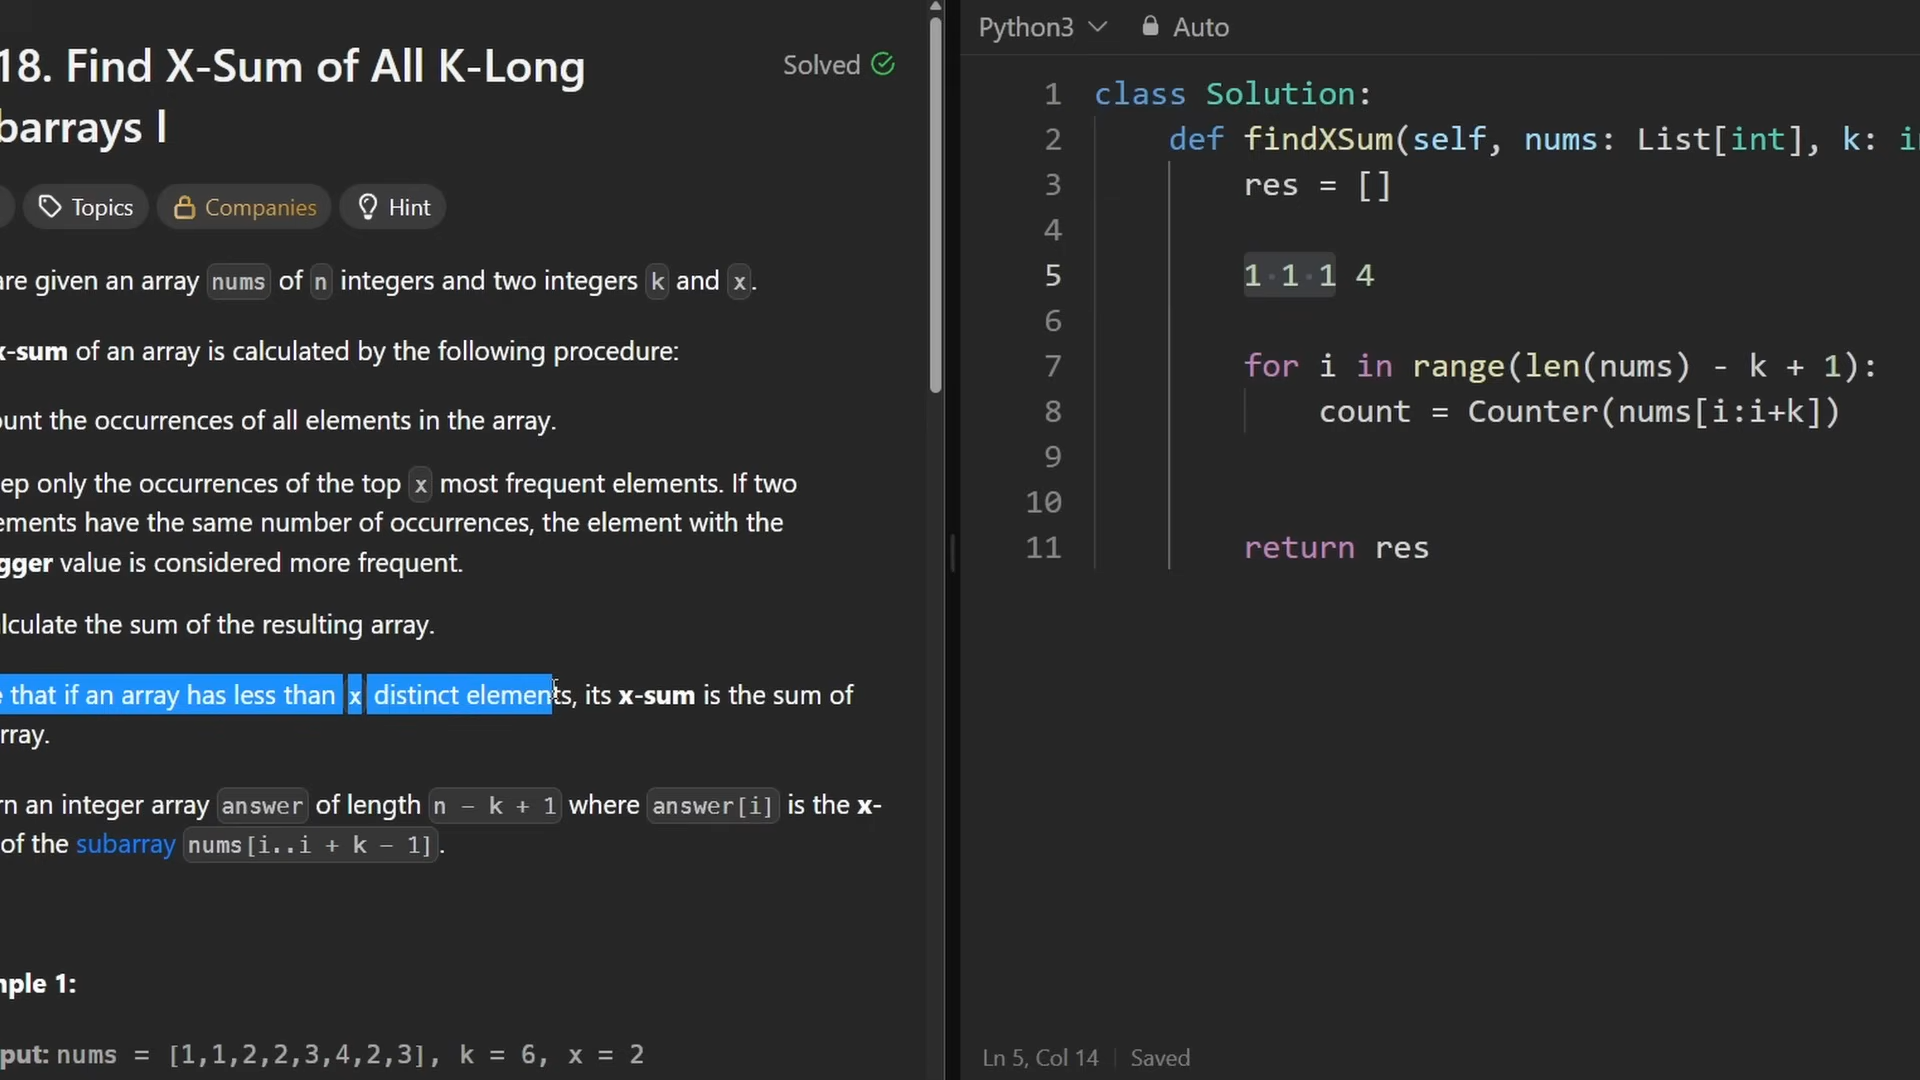 18. Find X-Sum of All K-Long
barrays I
Solved
Topics
Companies
Hint
are given an array nums of n integers and two integers k and x.
x-sum of an array is calculated by the following procedure:
ount the occurrences of all elements in the array.
ep only the occurrences of the top x most frequent elements. If two
ements have the same number of occurrences, the element with the
gger value is considered more frequent.
lculate the sum of the resulting array.
e that if an array has less than x distinct elements, its x-sum is the sum of
rray.
rn an integer array answer of length n - k + 1 where answer[i] is the x-
of the subarray nums[i..i + k - 1].
mple 1:
put: nums = [1,1,2,2,3,4,2,3], k = 6, x = 2
Python3
Auto
1 class Solution:
2 def findXSum(self, nums: List[int], k: in
3 res = []
4
5 1 1 1 4
6
7 for i in range(len(nums) - k + 1):
8 count = Counter(nums[i:i+k])
9
10
11 return res
Ln 5, Col 14
Saved